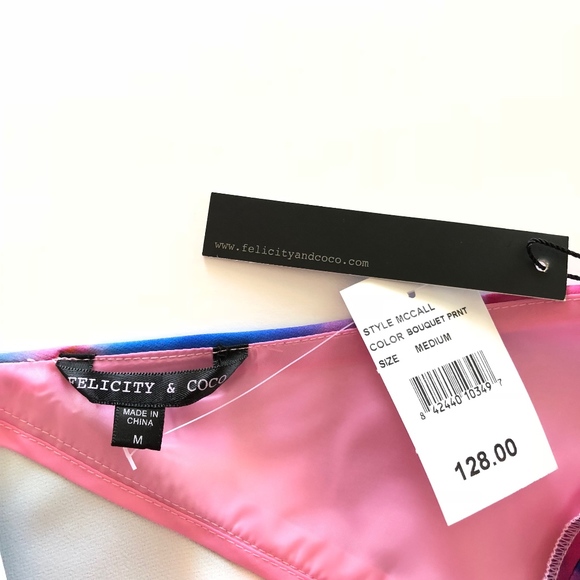 www.felicityandcoco.com
STYLE MCCALL
COLOR BOUQUET PRNT
SIZE MEDIUM
8 42440 10349 7
128.00
FELICITY & COCO
MADE IN
CHINA
M